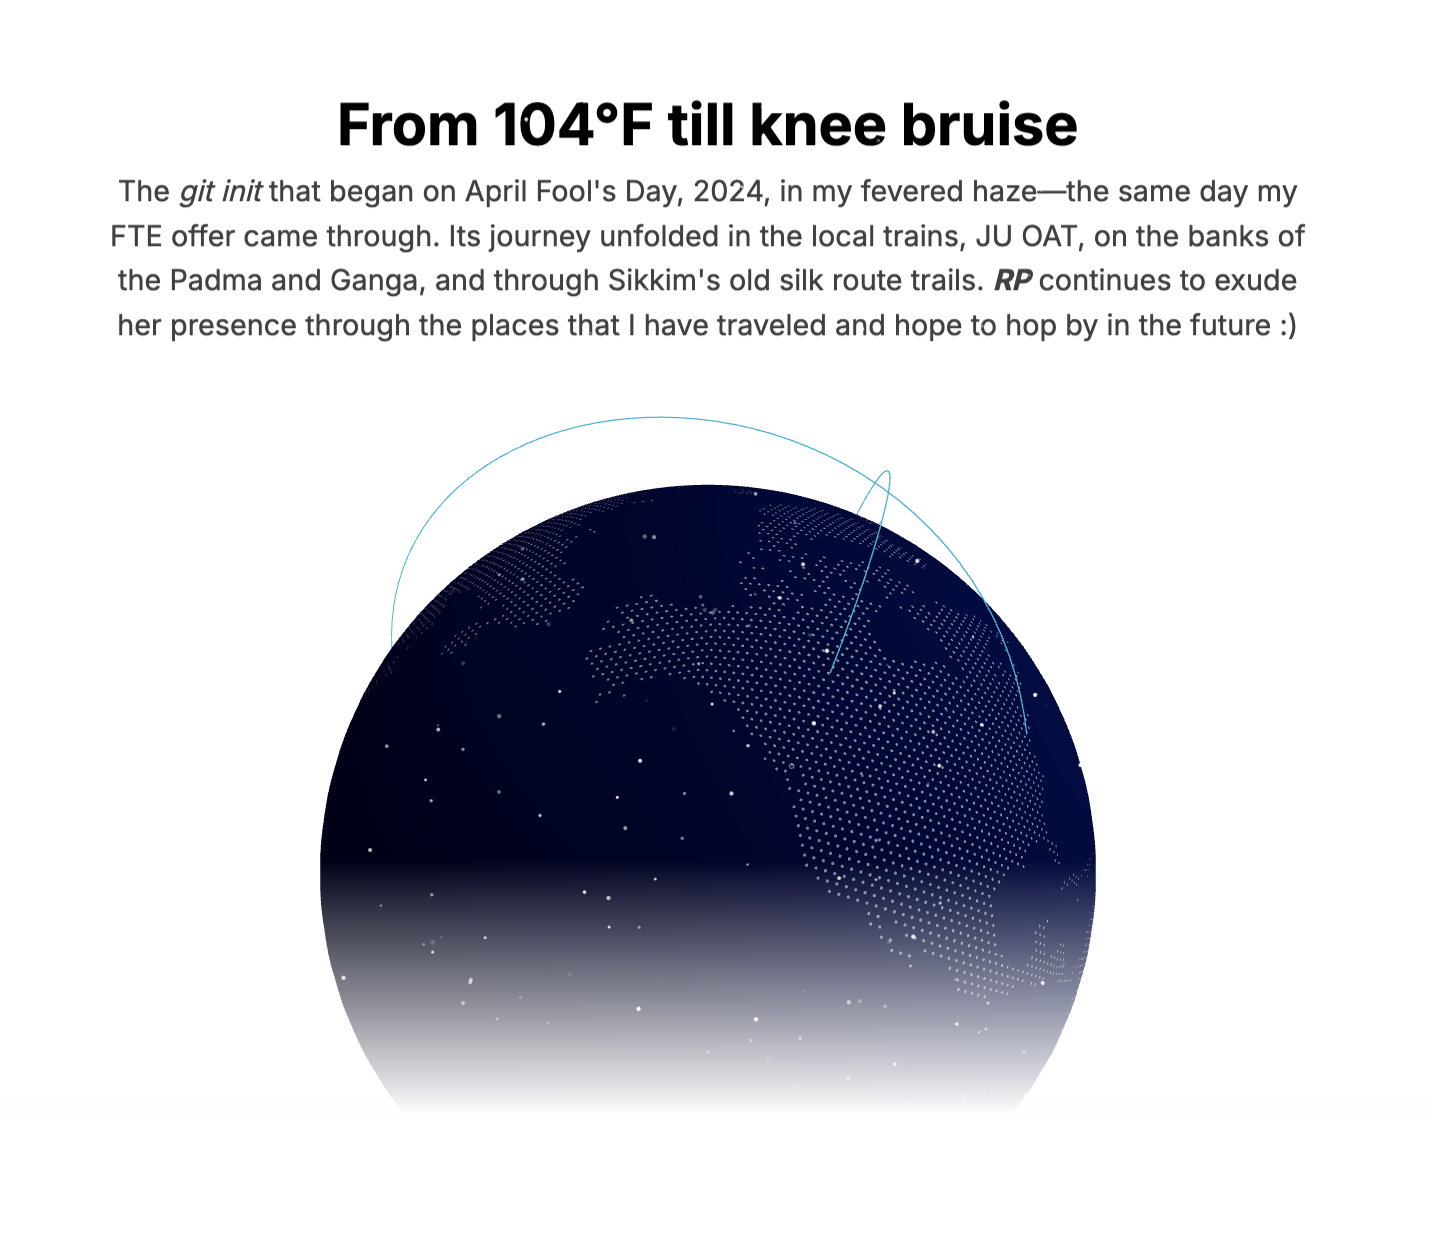 From 104°F till knee bruise
The git init that began on April Fool's Day, 2024, in my fevered haze—the same day my
FTE offer came through. Its journey unfolded in the local trains, JU OAT, on the banks of
the Padma and Ganga, and through Sikkim's old silk route trails. RP continues to exude
her presence through the places that I have traveled and hope to hop by in the future :)